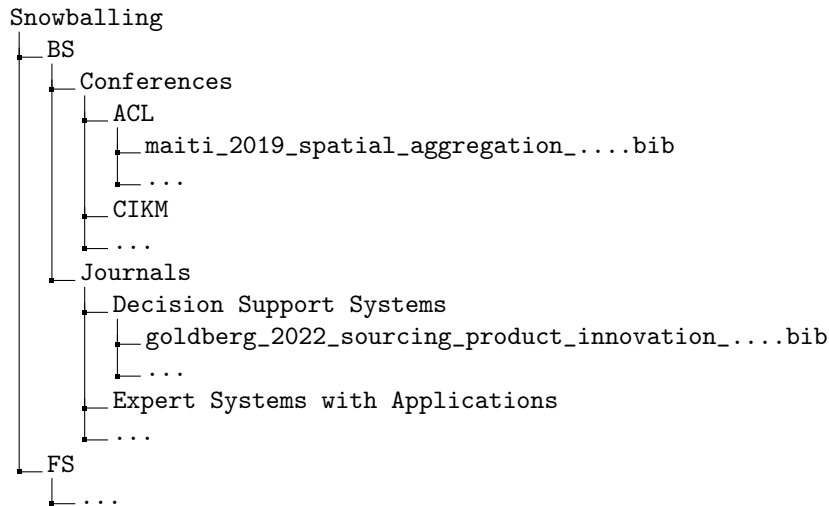 Snowballing
BS
Conferences
ACL
maiti_2019_spatial_aggregation_....bib
...
CIKM
...
Journals
Decision Support Systems
goldberg_2022_sourcing_product_innovation_....bib
...
Expert Systems with Applications
...
FS
...